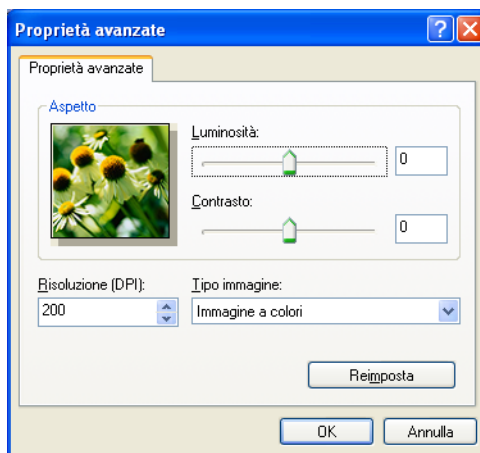 Proprietà avanzate
Proprietà avanzate
Aspetto
Luminosità:
0
Contrasto:
0
Risoluzione (DPI):
Tipo immagine:
200
Immagine a colori
Reimposta
OK
Annulla